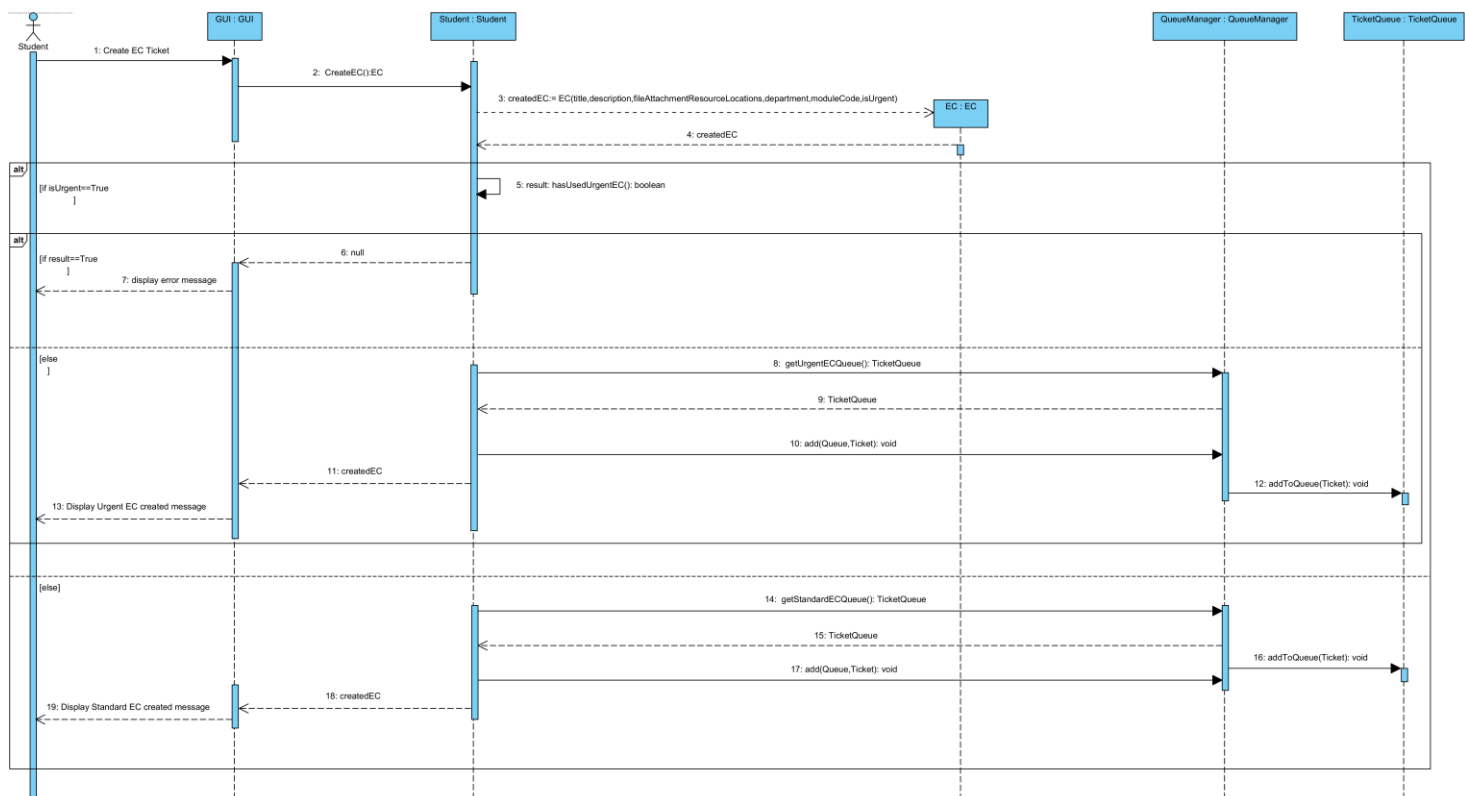 GUI : GUI
Student : Student
QueueManager : QueueManager
TicketQueue : TicketQueue
Student
1: Create EC Ticket
2:  CreateEC():EC
3: createdEC:= EC(title,description,fileAttachmentResourceLocations,department,moduleCode,isUrgent)
EC : EC
4: createdEC
alt
[if isUrgent==True
]
5: result: hasUsedUrgentEC(): boolean
alt
[if result==True
]
6: null
7: display error message
[else
]
8:  getUrgentECQueue(): TicketQueue
9: TicketQueue
10: add(Queue,Ticket): void
11: createdEC
12: addToQueue(Ticket): void
13: Display Urgent EC created message
[else]
14:  getStandardECQueue(): TicketQueue
15: TicketQueue
16: addToQueue(Ticket): void
17: add(Queue,Ticket): void
18: createdEC
19: Display Standard EC created message